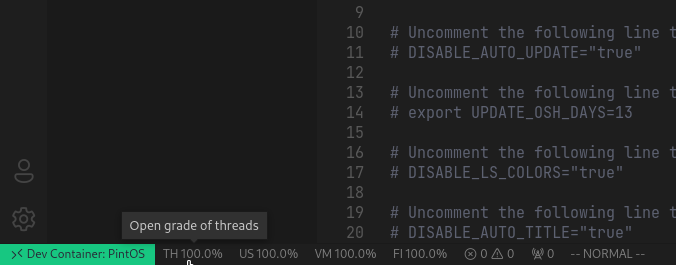 9
10 # Uncomment the following line t
11 # DISABLE_AUTO_UPDATE="true"
12
13 # Uncomment the following line t
14 # export UPDATE_OSH_DAYS=13
15
16 # Uncomment the following line t
17 # DISABLE_LS_COLORS="true"
18
19 # Uncomment the following line t
20 # DISABLE_AUTO_TITLE="true"
Open grade of threads
Dev Container: PintOS TH 100.0% US 100.0% VM 100.0% FI 100.0% 0 0 0 -- NORMAL --